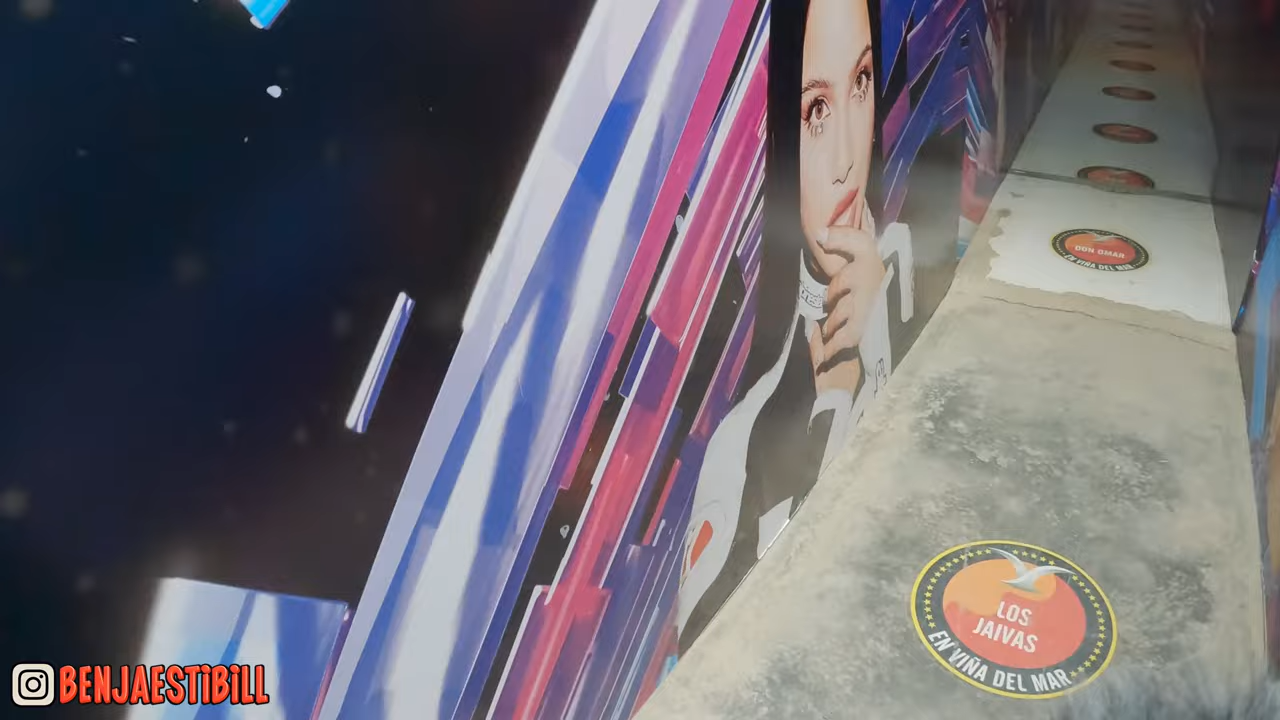 DON OMAR
EN VIÑA DEL MAR
LOS
JAIVAS
EN VIÑA DEL MAR
BENJAESTIBILL